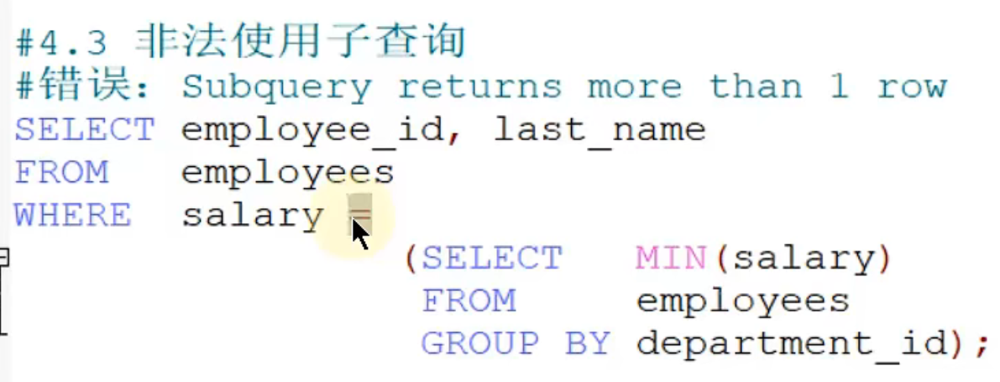 #4.3 非法使用子查询
#错误：Subquery returns more than 1 row
SELECT employee_id, last_name
FROM   employees
WHERE  salary =
                (SELECT   MIN(salary)
                 FROM     employees
                 GROUP BY department_id);